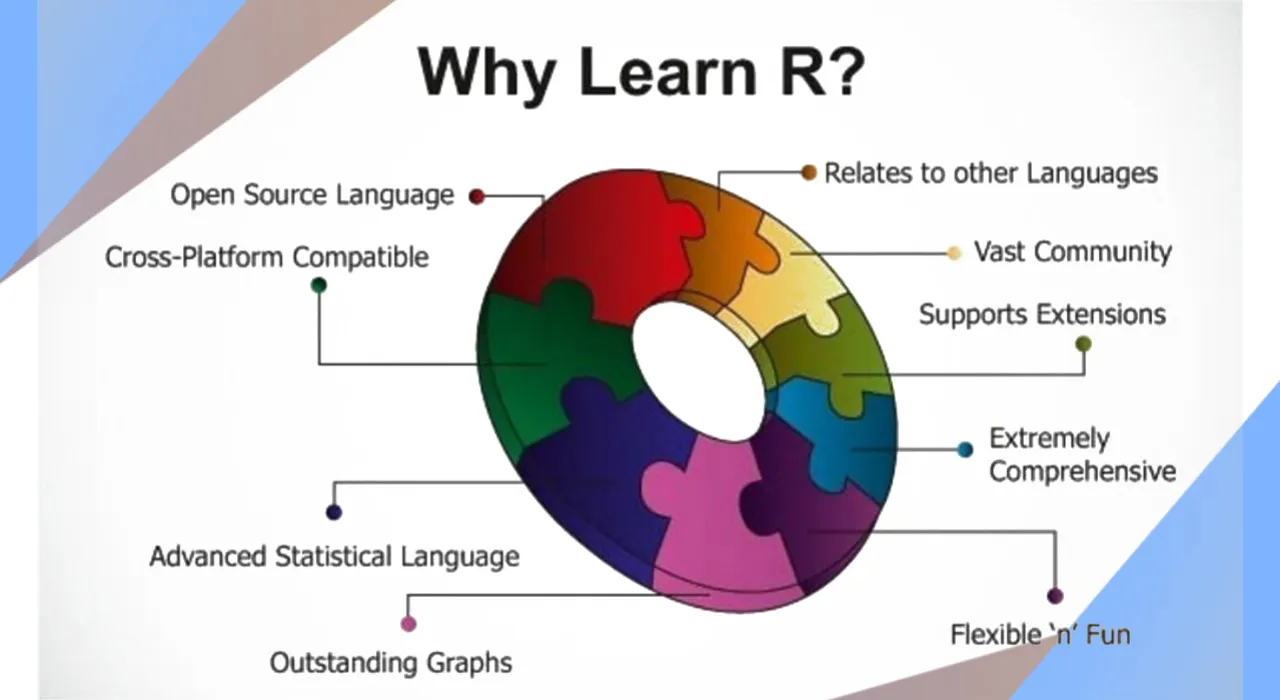 Why Learn R?
Open Source Language
Cross-Platform Compatible
Advanced Statistical Language
Outstanding Graphs
Relates to other Languages
Vast Community
Supports Extensions
Extremely
Comprehensive
Flexible ‘n’ Fun